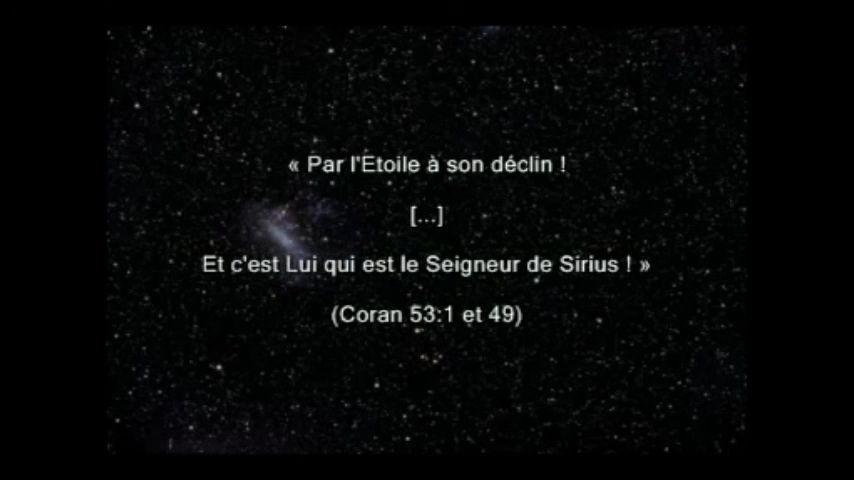 « Par l'Etoile à son déclin !
[...]
Et c'est Lui qui est le Seigneur de Sirius ! »
(Coran 53:1 et 49)